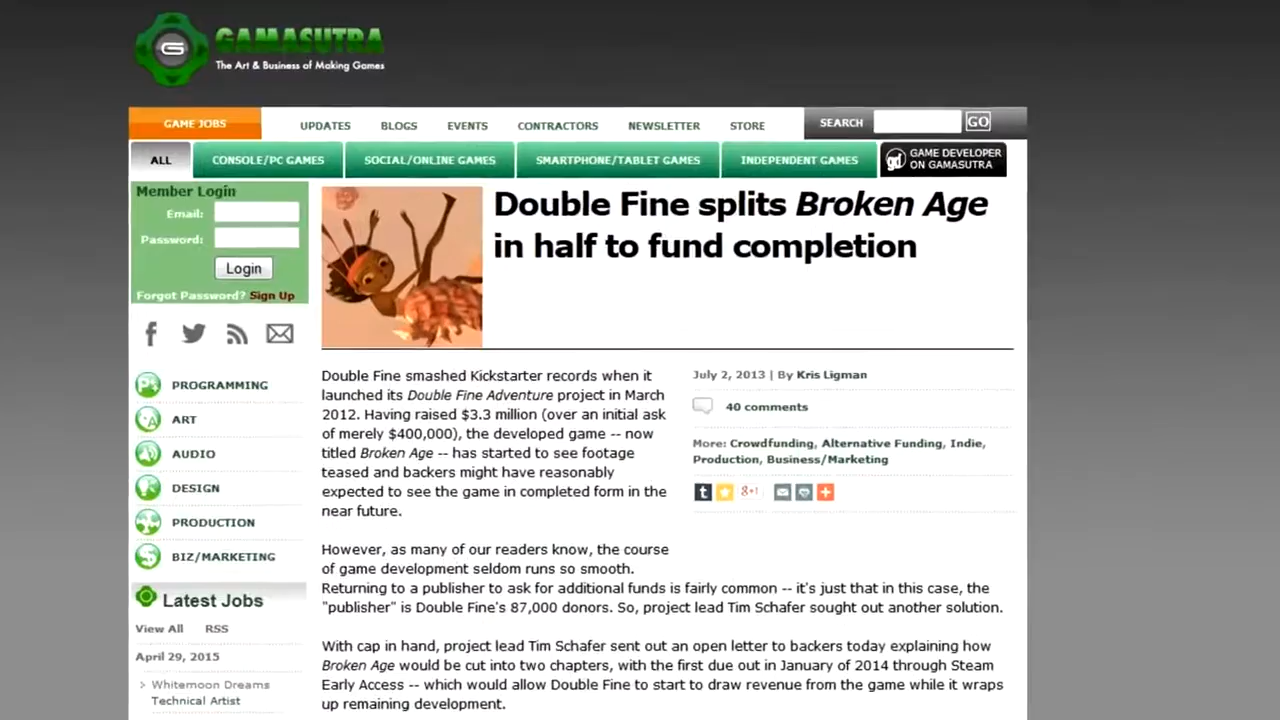 GAMASUTRA
The Art & Business of Making Games
GAME JOBS
UPDATES
BLOGS
EVENTS
CONTRACTORS
NEWSLETTER
STORE
SEARCH
GO
ALL
CONSOLE/PC GAMES
SOCIAL/ONLINE GAMES
SMARTPHONE/TABLET GAMES
INDEPENDENT GAMES
gd
GAME DEVELOPER
ON GAMASUTRA
Member Login
Email:
Password:
Login
Forgot Password? Sign Up
PROGRAMMING
ART
AUDIO
DESIGN
PRODUCTION
BIZ/MARKETING
Latest Jobs
View All
RSS
April 29, 2015
Whitemoon Dreams
Technical Artist
Double Fine splits Broken Age
in half to fund completion
Double Fine smashed Kickstarter records when it
launched its Double Fine Adventure project in March
2012. Having raised $3.3 million (over an initial ask
of merely $400,000), the developed game -- now
titled Broken Age -- has started to see footage
teased and backers might have reasonably
expected to see the game in completed form in the
near future.
July 2, 2013 | By Kris Ligman
40 comments
More: Crowdfunding, Alternative Funding, Indie,
Production, Business/Marketing
However, as many of our readers know, the course
of game development seldom runs so smooth.
Returning to a publisher to ask for additional funds is fairly common -- it's just that in this case, the
"publisher" is Double Fine's 87,000 donors. So, project lead Tim Schafer sought out another solution.
With cap in hand, project lead Tim Schafer sent out an open letter to backers today explaining how
Broken Age would be cut into two chapters, with the first due out in January of 2014 through Steam
Early Access -- which would allow Double Fine to start to draw revenue from the game while it wraps
up remaining development.